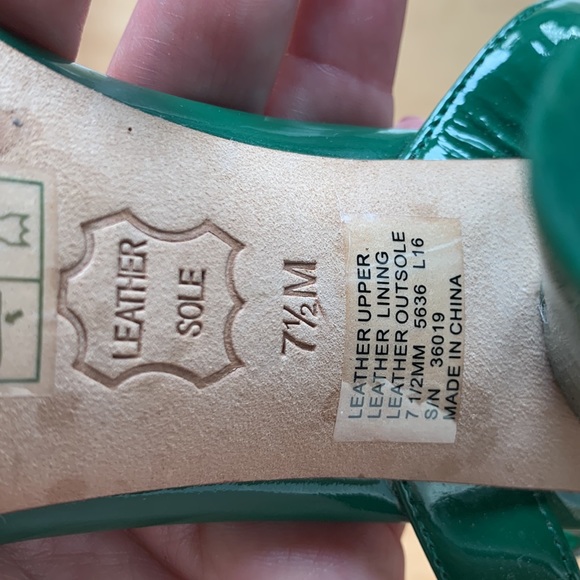 LEATHER
SOLE
7½M
LEATHER UPPER
LEATHER LINING
LEATHER OUTSOLE
7 1/2MM 5636 L16
S/N 36019
MADE IN CHINA